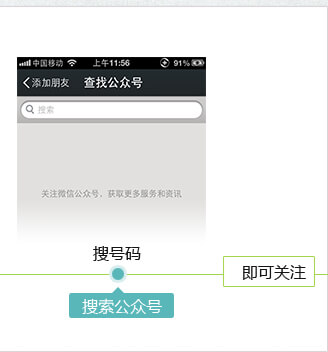 中国移动 上午11:56 91%
添加朋友 查找公众号
搜索
关注微信公众号，获取更多服务和资讯
搜号码
即可关注
搜索公众号